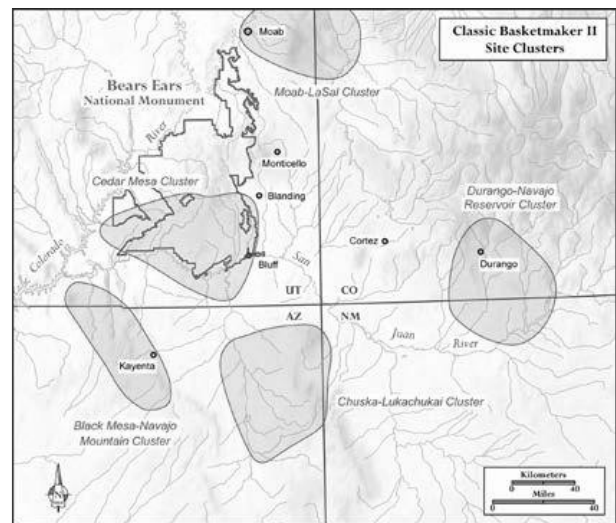 Classic Basketmaker II
Site Clusters
Moab
Bears Ears
National Monument
Moab-LaSal Cluster
River
Monticello
Cedar Mesa Cluster
Blanding
Durango-Navajo
Reservoir Cluster
Colorado
Cortez
Bluff
San
Durango
UT
CO
AZ
NM
Juan
River
Kayenta
Chuska-Lukachukai Cluster
Black Mesa-Navajo
Mountain Cluster
N
Kilometers
0
40
Miles
0
40